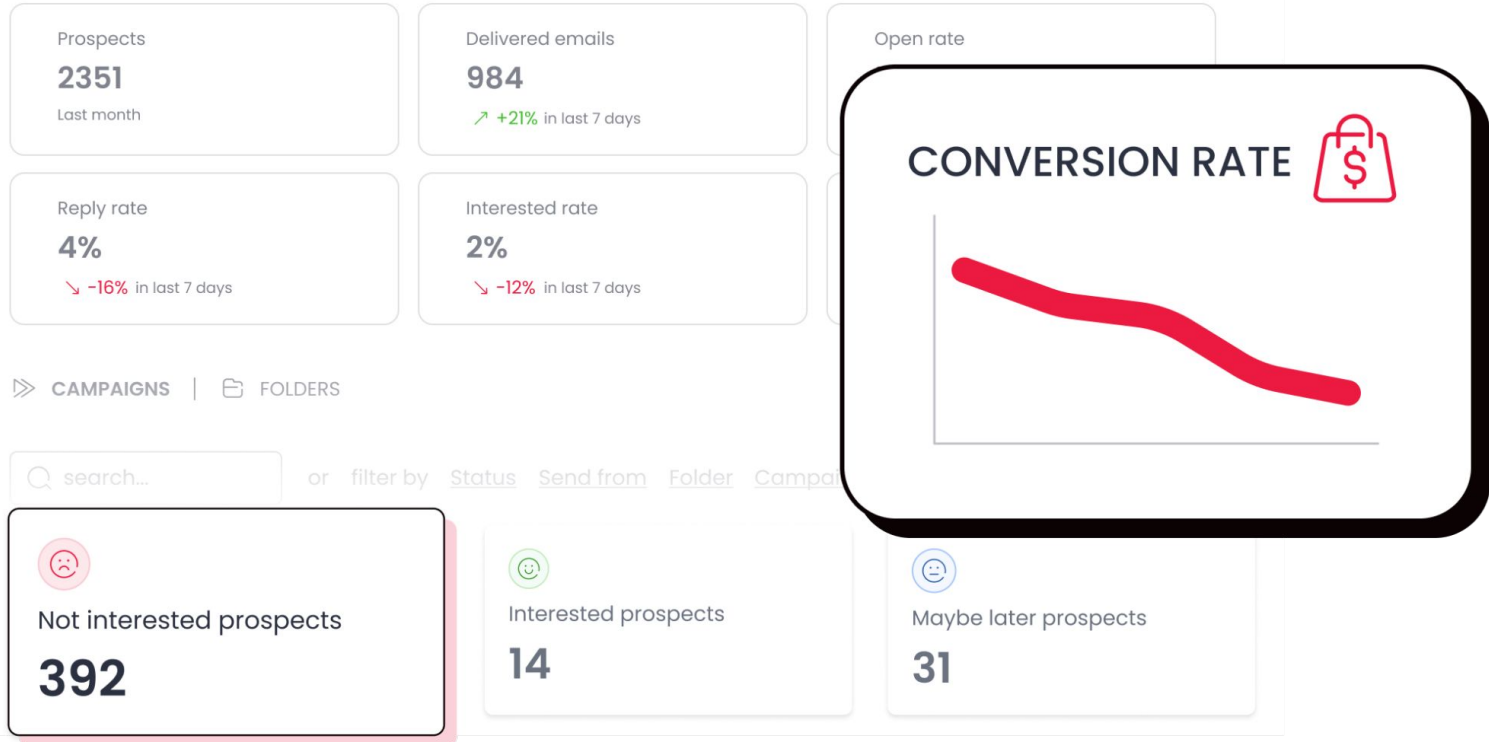 Prospects
2351
Last month
Delivered emails
984
+21% in last 7 days
Open rate
Reply rate
4%
-16% in last 7 days
Interested rate
2%
-12% in last 7 days
CONVERSION RATE
$
CAMPAIGNS | FOLDERS
search... or filter by Status Send from Folder Campai
Not interested prospects
392
Interested prospects
14
Maybe later prospects
31